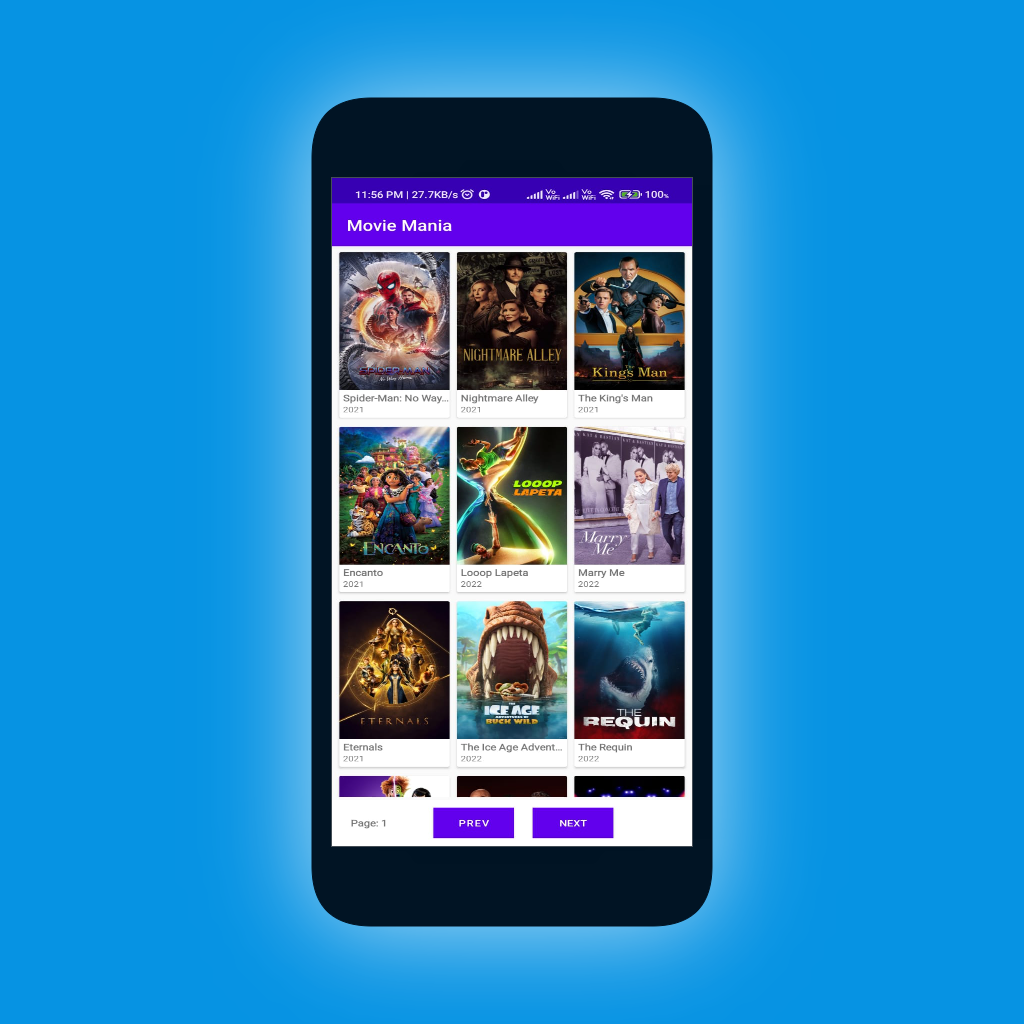 11:56 PM | 27.7KB/s
Vo WiFi
Vo WiFi
100%
Movie Mania
SPIDER-MAN
No Way Home
NIGHTMARE ALLEY
The
King's Man
Spider-Man: No Way...
2021
Nightmare Alley
2021
The King's Man
2021
ENCANTO
LOOOP
LAPETA
Marry
Me
Encanto
2021
Looop Lapeta
2022
Marry Me
2022
ETERNALS
THE
ICE AGE
ADVENTURES OF
BUCK WILD
THE
REQUIN
Eternals
2021
The Ice Age Advent...
2022
The Requin
2022
Page: 1
PREV
NEXT